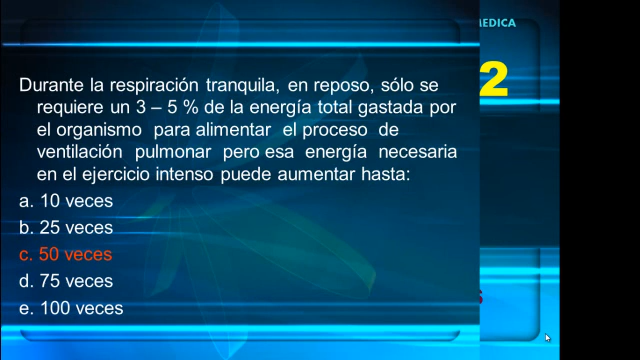 MEDICA
2
Durante la respiración tranquila, en reposo, sólo se
requiere un 3 – 5 % de la energía total gastada por
el organismo para alimentar el proceso de
ventilación pulmonar pero esa energía necesaria
en el ejercicio intenso puede aumentar hasta:
a. 10 veces
b. 25 veces
c. 50 veces
d. 75 veces
e. 100 veces